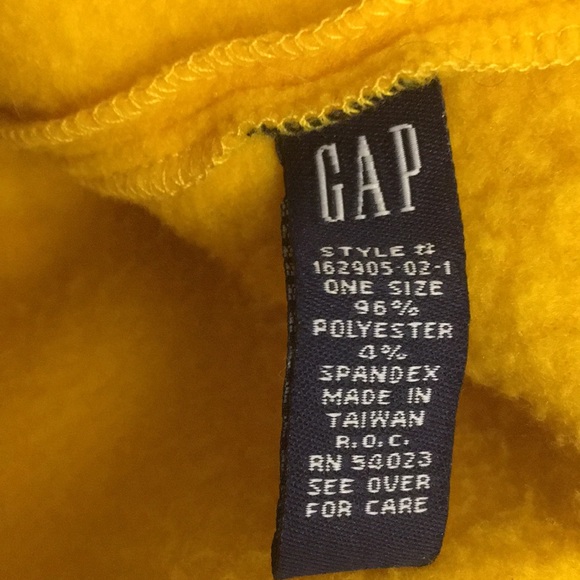 GAP
STYLE #
162905-02-1
ONE SIZE
96%
POLYESTER
4%
SPANDEX
MADE IN
TAIWAN
R.O.C.
RN 54023
SEE OVER
FOR CARE